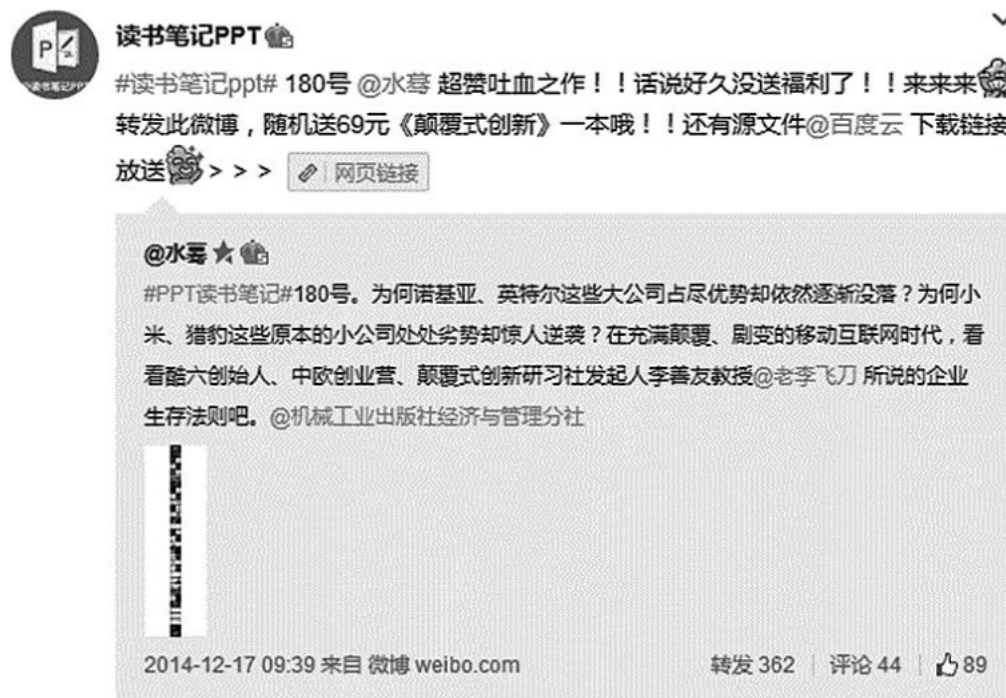 读书笔记PPT
#读书笔记ppt# 180号 @水蓦 超赞吐血之作！！话说好久没送福利了！！来来来
转发此微博，随机送69元《颠覆式创新》一本哦！！还有源文件@百度云 下载链接
放送>>> 网页链接
@水蓦
#PPT读书笔记#180号。为何诺基亚、英特尔这些大公司占尽优势却依然逐渐没落？为何小
米、猎豹这些原本的小公司处处劣势却惊人逆袭？在充满颠覆、剧变的移动互联网时代，看
看酷六创始人、中欧创业营、颠覆式创新研习社发起人李善友教授@老李飞刀 所说的企业
生存法则吧。@机械工业出版社经济与管理分社
2014-12-17 09:39 来自 微博 weibo.com 转发 362 | 评论 44 | 89